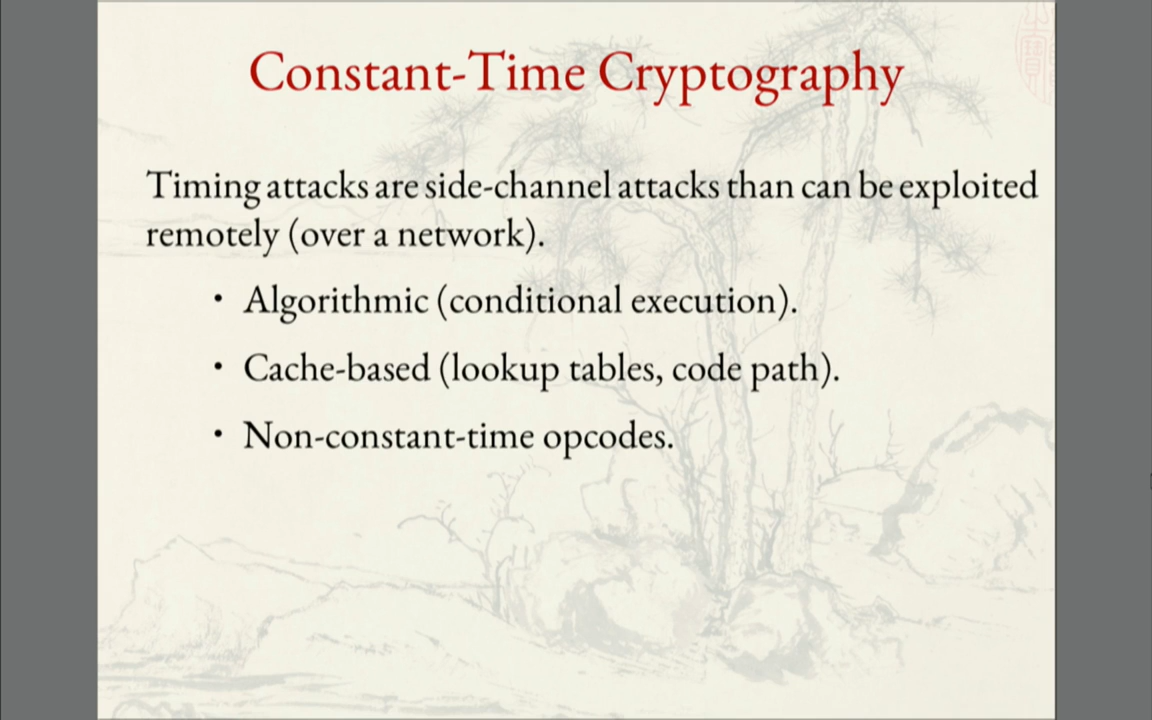 Constant-Time Cryptography
Timing attacks are side-channel attacks than can be exploited
remotely (over a network).
• Algorithmic (conditional execution).
• Cache-based (lookup tables, code path).
• Non-constant-time opcodes.